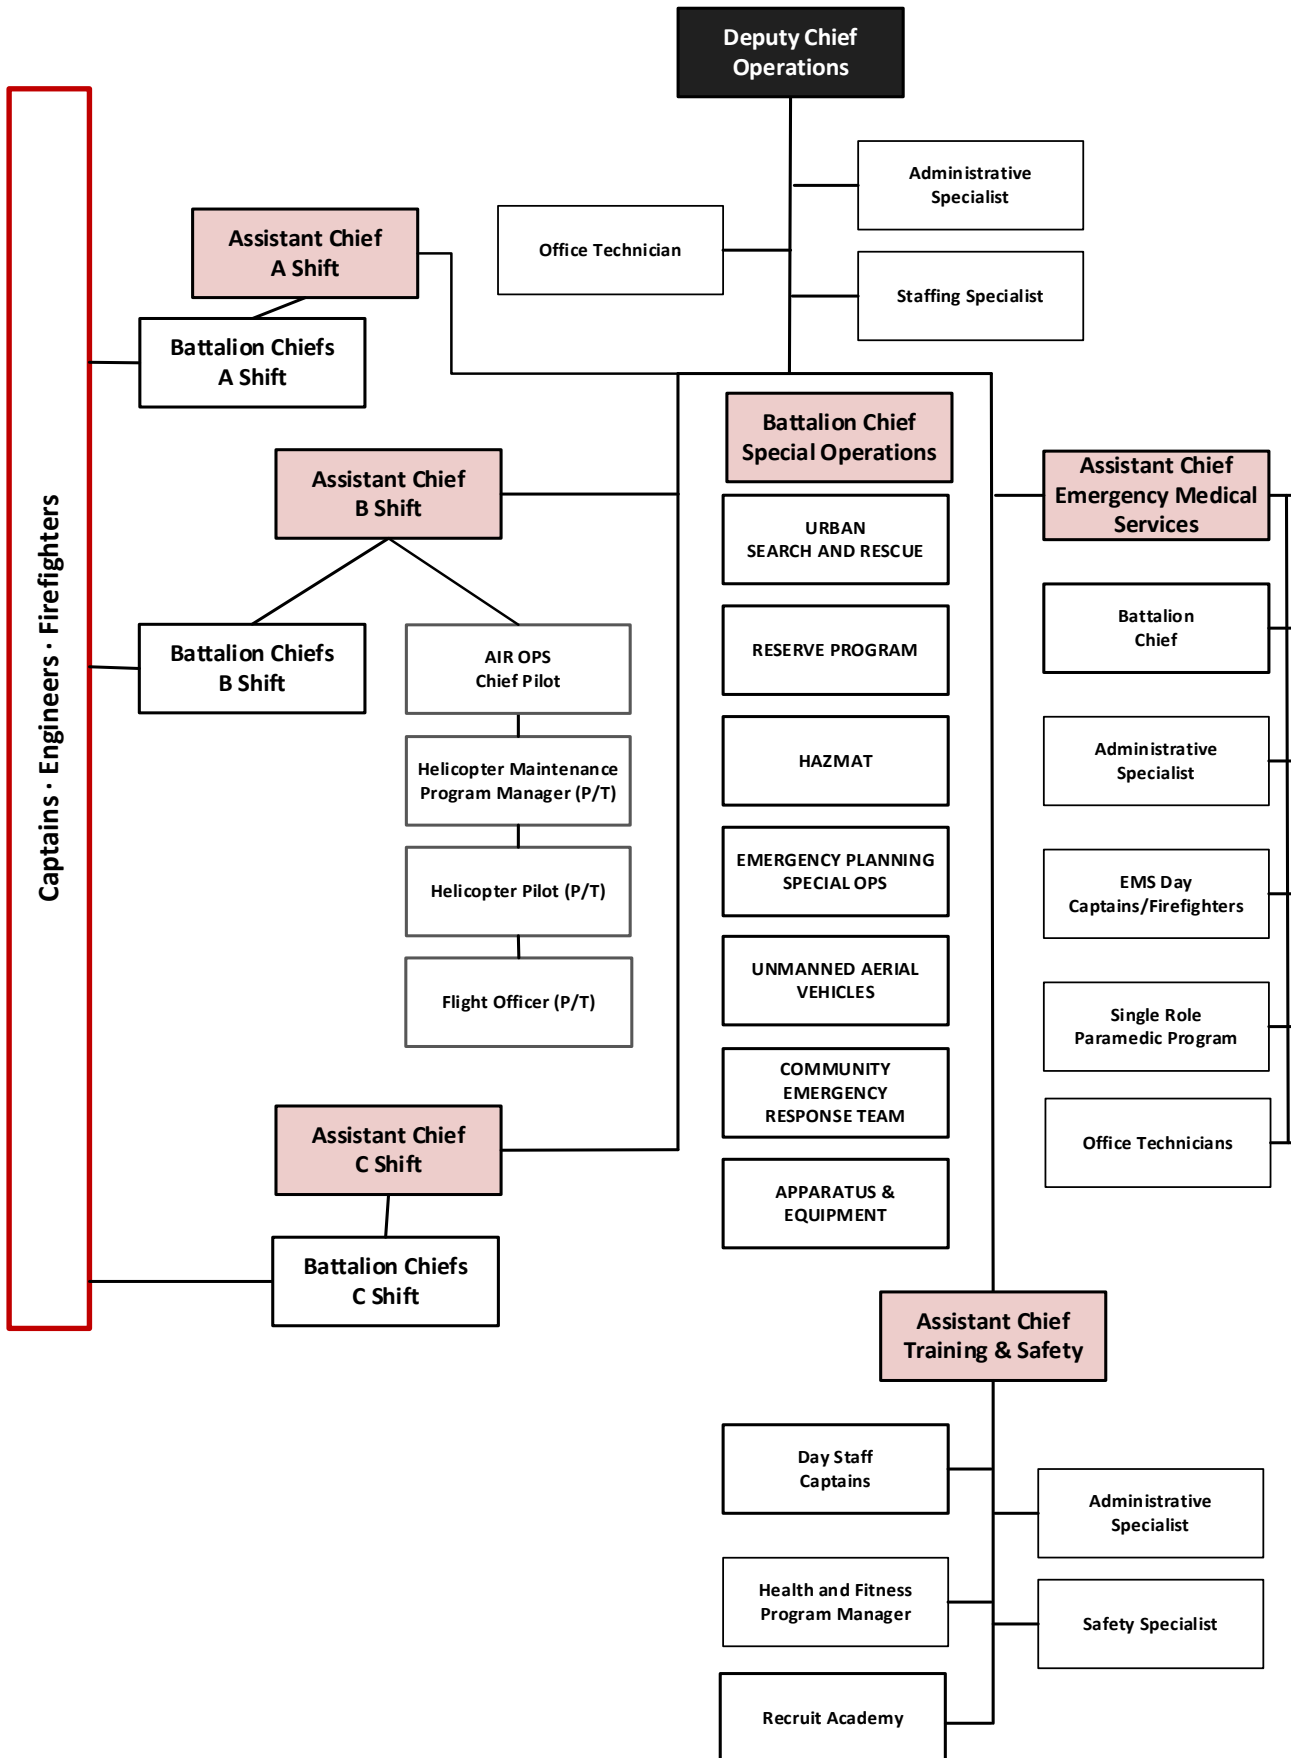 Deputy Chief
Operations
Administrative
Specialist
Office Technician
Staffing Specialist
Assistant Chief
A Shift
Battalion Chiefs
A Shift
Captains · Engineers · Firefighters
Assistant Chief
B Shift
Battalion Chiefs
B Shift
AIR OPS
Chief Pilot
Helicopter Maintenance
Program Manager (P/T)
Helicopter Pilot (P/T)
Flight Officer (P/T)
Assistant Chief
C Shift
Battalion Chiefs
C Shift
Battalion Chief
Special Operations
URBAN
SEARCH AND RESCUE
RESERVE PROGRAM
HAZMAT
EMERGENCY PLANNING
SPECIAL OPS
UNMANNED AERIAL
VEHICLES
COMMUNITY
EMERGENCY
RESPONSE TEAM
APPARATUS &
EQUIPMENT
Assistant Chief
Emergency Medical
Services
Battalion
Chief
Administrative
Specialist
EMS Day
Captains/Firefighters
Single Role
Paramedic Program
Office Technicians
Assistant Chief
Training & Safety
Day Staff
Captains
Administrative
Specialist
Health and Fitness
Program Manager
Safety Specialist
Recruit Academy